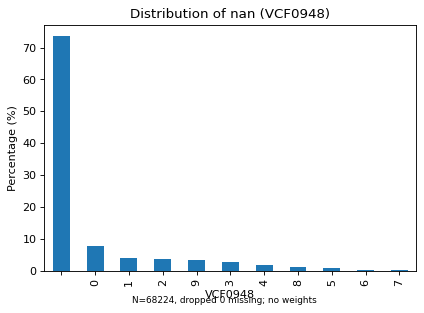 Distribution of nan (VCF0948)
Percentage (%)
70
60
50
40
30
20
10
0
0 1 2 9 3 4 8 5 6 7
VCF0948
N=68224, dropped 0 missing; no weights